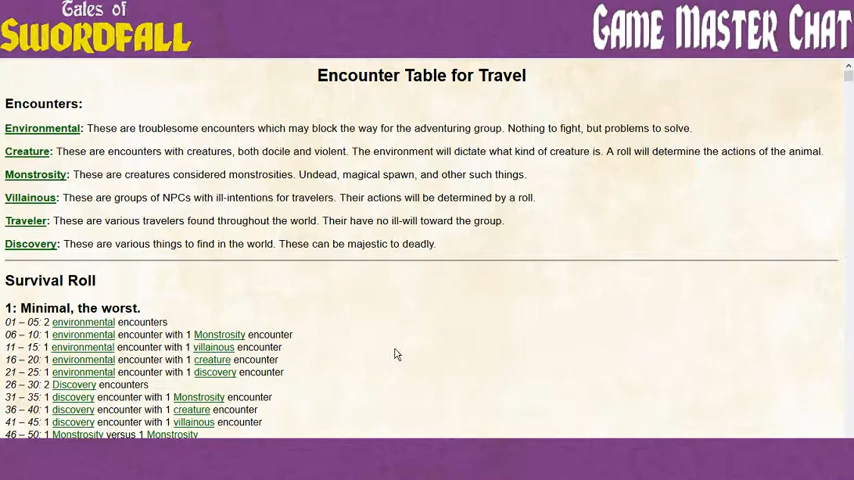 Tales of
SWORDFALL
GAME MASTER CHAT
Encounter Table for Travel
Encounters:
Environmental: These are troublesome encounters which may block the way for the adventuring group. Nothing to fight, but problems to solve.
Creature: These are encounters with creatures, both docile and violent. The environment will dictate what kind of creature is. A roll will determine the actions of the animal.
Monstrosity: These are creatures considered monstrosities. Undead, magical spawn, and other such things.
Villainous: These are groups of NPCs with ill-intentions for travelers. Their actions will be determined by a roll.
Traveler: These are various travelers found throughout the world. Their have no ill-will toward the group.
Discovery: These are various things to find in the world. These can be majestic to deadly.
Survival Roll
1: Minimal, the worst.
01 – 05: 2 environmental encounters
06 – 10: 1 environmental encounter with 1 Monstrosity encounter
11 – 15: 1 environmental encounter with 1 villainous encounter
16 – 20: 1 environmental encounter with 1 creature encounter
21 – 25: 1 environmental encounter with 1 discovery encounter
26 – 30: 2 Discovery encounters
31 – 35: 1 discovery encounter with 1 Monstrosity encounter
36 – 40: 1 discovery encounter with 1 creature encounter
41 – 45: 1 discovery encounter with 1 villainous encounter
46 – 50: 1 Monstrosity versus 1 Monstrosity